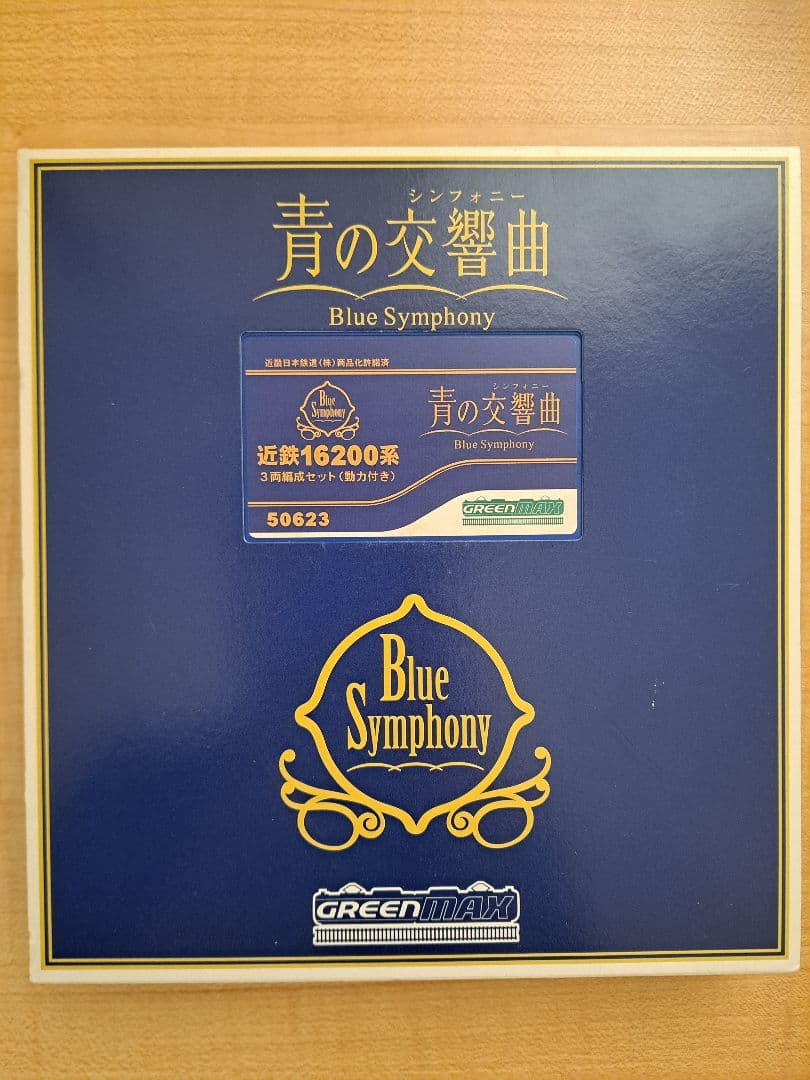 シンフォニー
青の交響曲
Blue Symphony
近畿日本鉄道(株)商品化許諾済
Blue
Symphony
シンフォニー
青の交響曲
Blue Symphony
近鉄16200系
3両編成セット(動力付き)
50623
GREENMAX
Blue
Symphony
GREENMAX